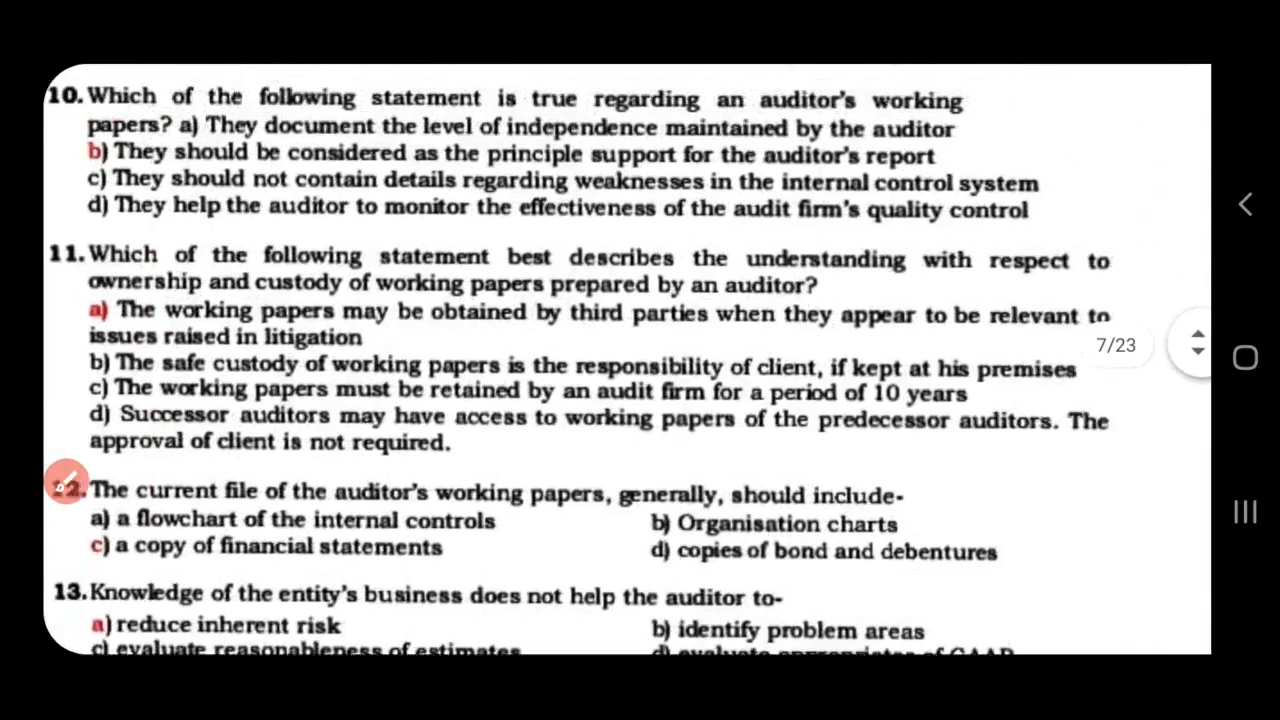 10. Which of the following statement is true regarding an auditor's working
papers? a) They document the level of independence maintained by the auditor
b) They should be considered as the principle support for the auditor's report
c) They should not contain details regarding weaknesses in the internal control system
d) They help the auditor to monitor the effectiveness of the audit firm's quality control
11. Which of the following statement best describes the understanding with respect to
ownership and custody of working papers prepared by an auditor?
a) The working papers may be obtained by third parties when they appear to be relevant to
issues raised in litigation
b) The safe custody of working papers is the responsibility of client, if kept at his premises
7/23
c) The working papers must be retained by an audit firm for a period of 10 years
d) Successor auditors may have access to working papers of the predecessor auditors. The
approval of client is not required.
12. The current file of the auditor's working papers, generally, should include-
a) a flowchart of the internal controls b) Organisation charts
c) a copy of financial statements d) copies of bond and debentures
13. Knowledge of the entity's business does not help the auditor to-
a) reduce inherent risk b) identify problem areas
c) evaluate reasonableness of estimates d) evaluate of GAAP